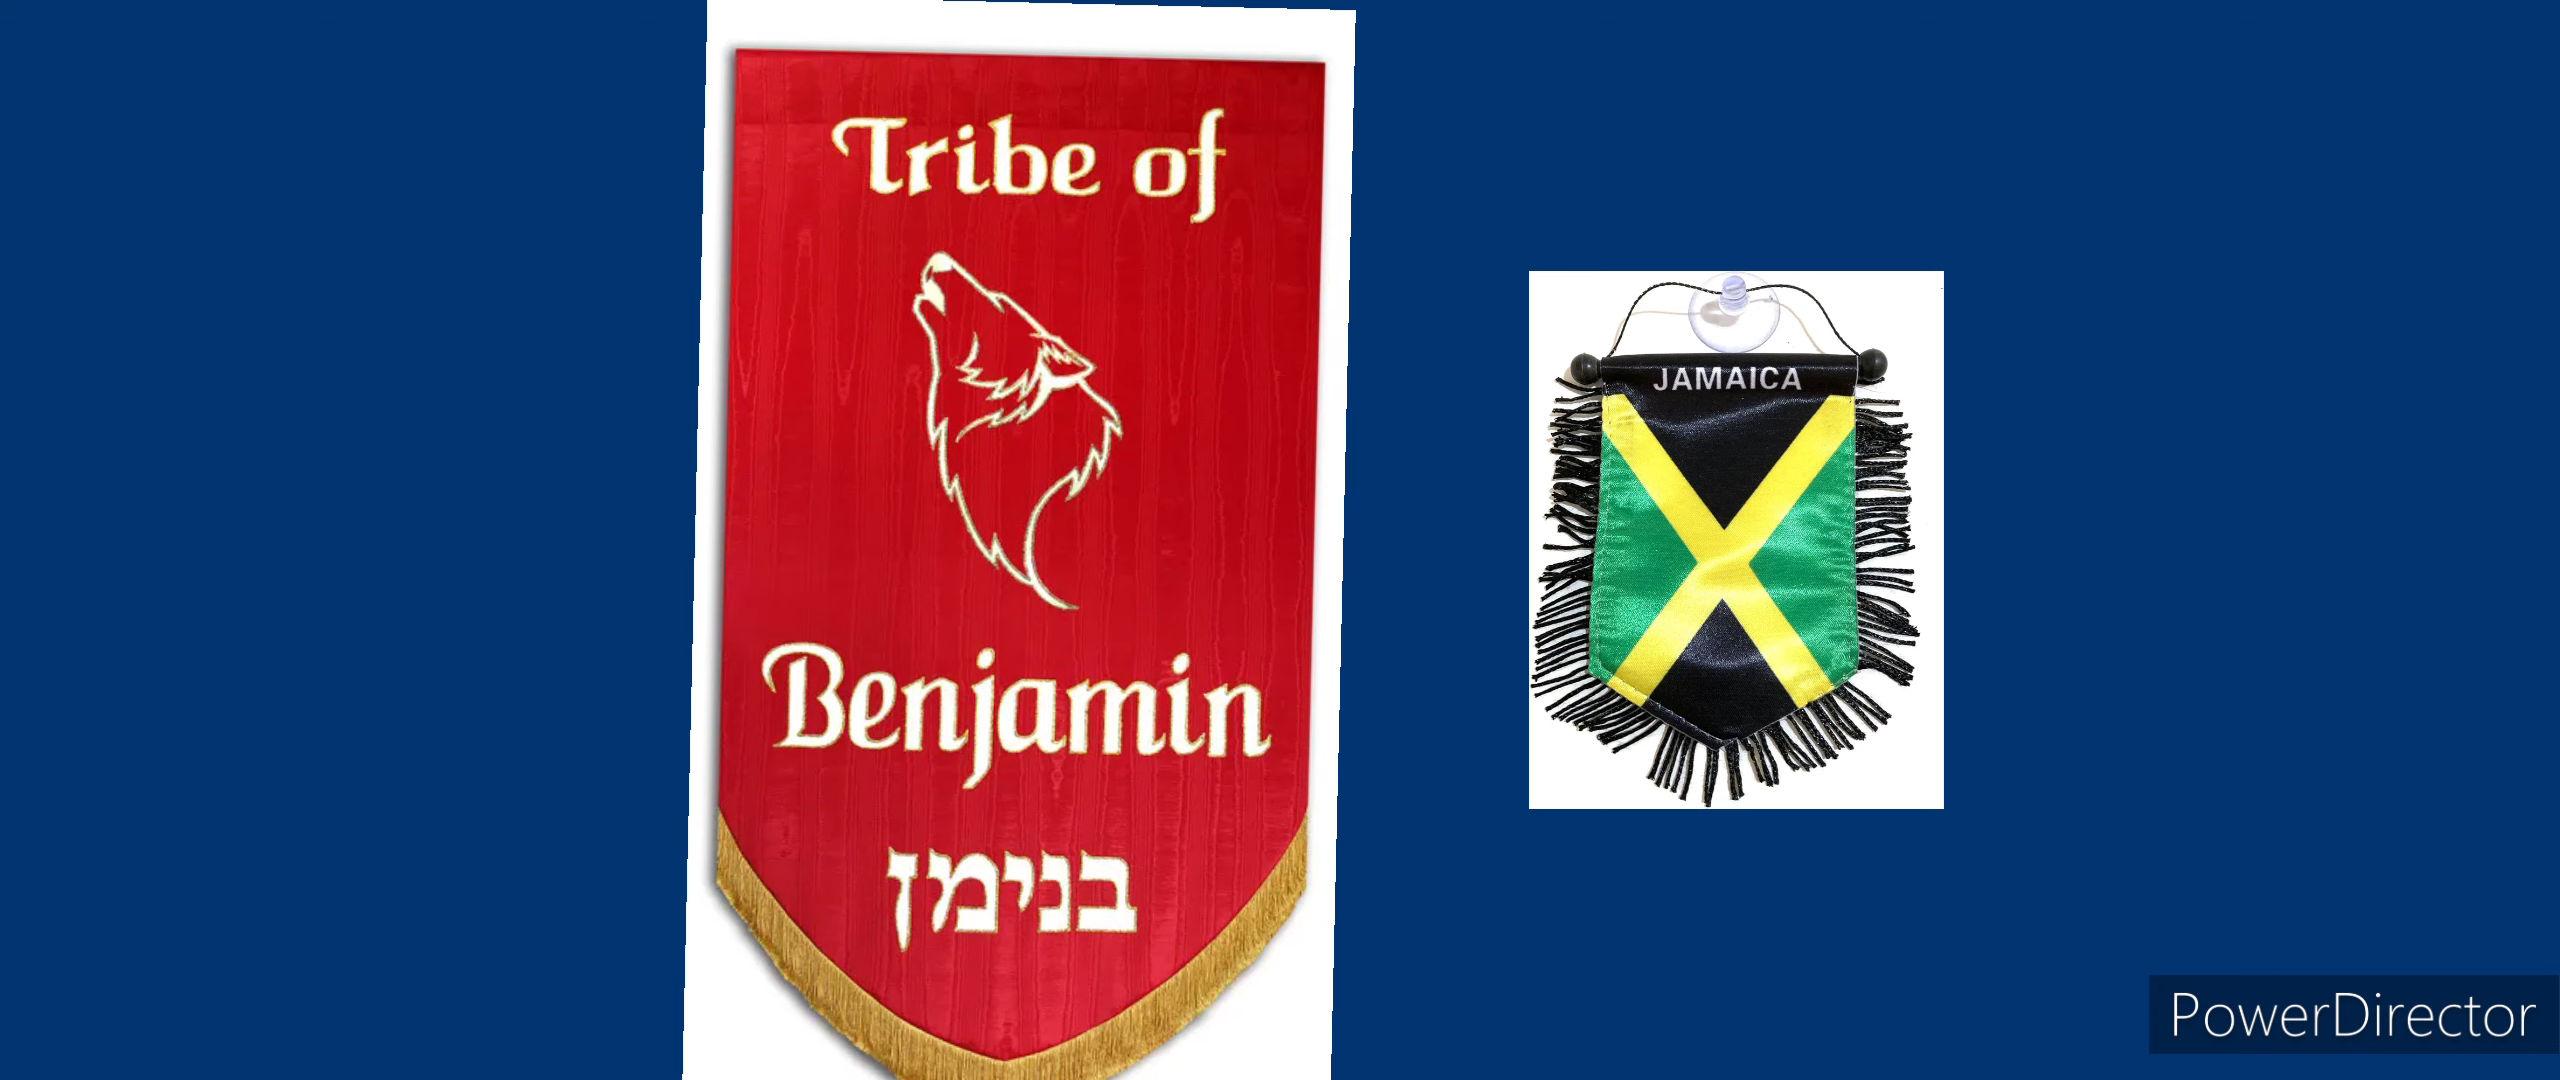 Tribe of
Benjamin
בנימן
JAMAICA
PowerDirector